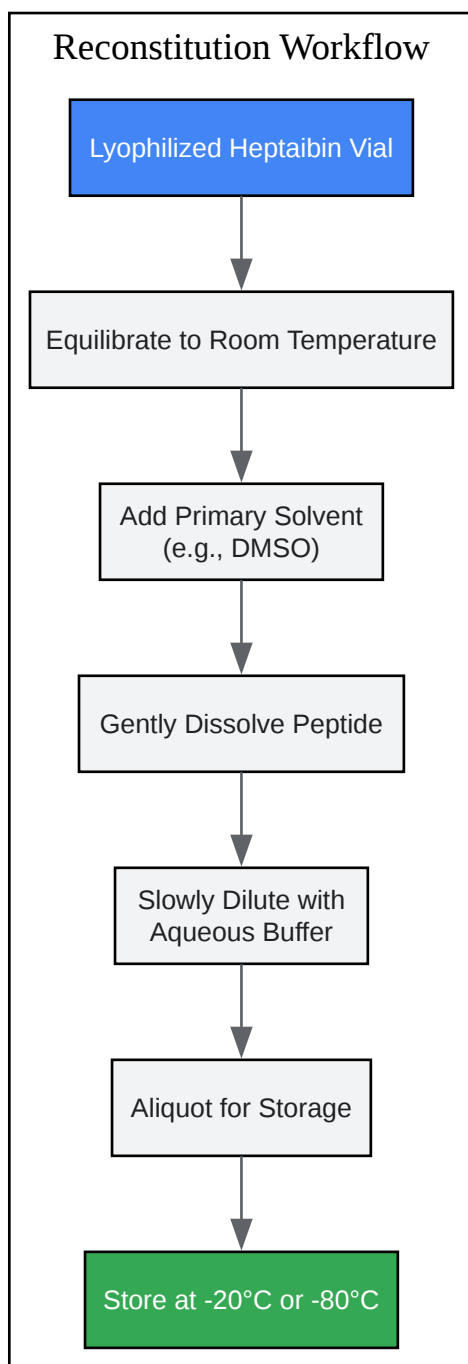 Reconstitution Workflow
Lyophilized Heptaibin Vial
Equilibrate to Room Temperature
Add Primary Solvent
(e.g., DMSO)
Gently Dissolve Peptide
Slowly Dilute with
Aqueous Buffer
Aliquot for Storage
Store at -20°C or -80°C